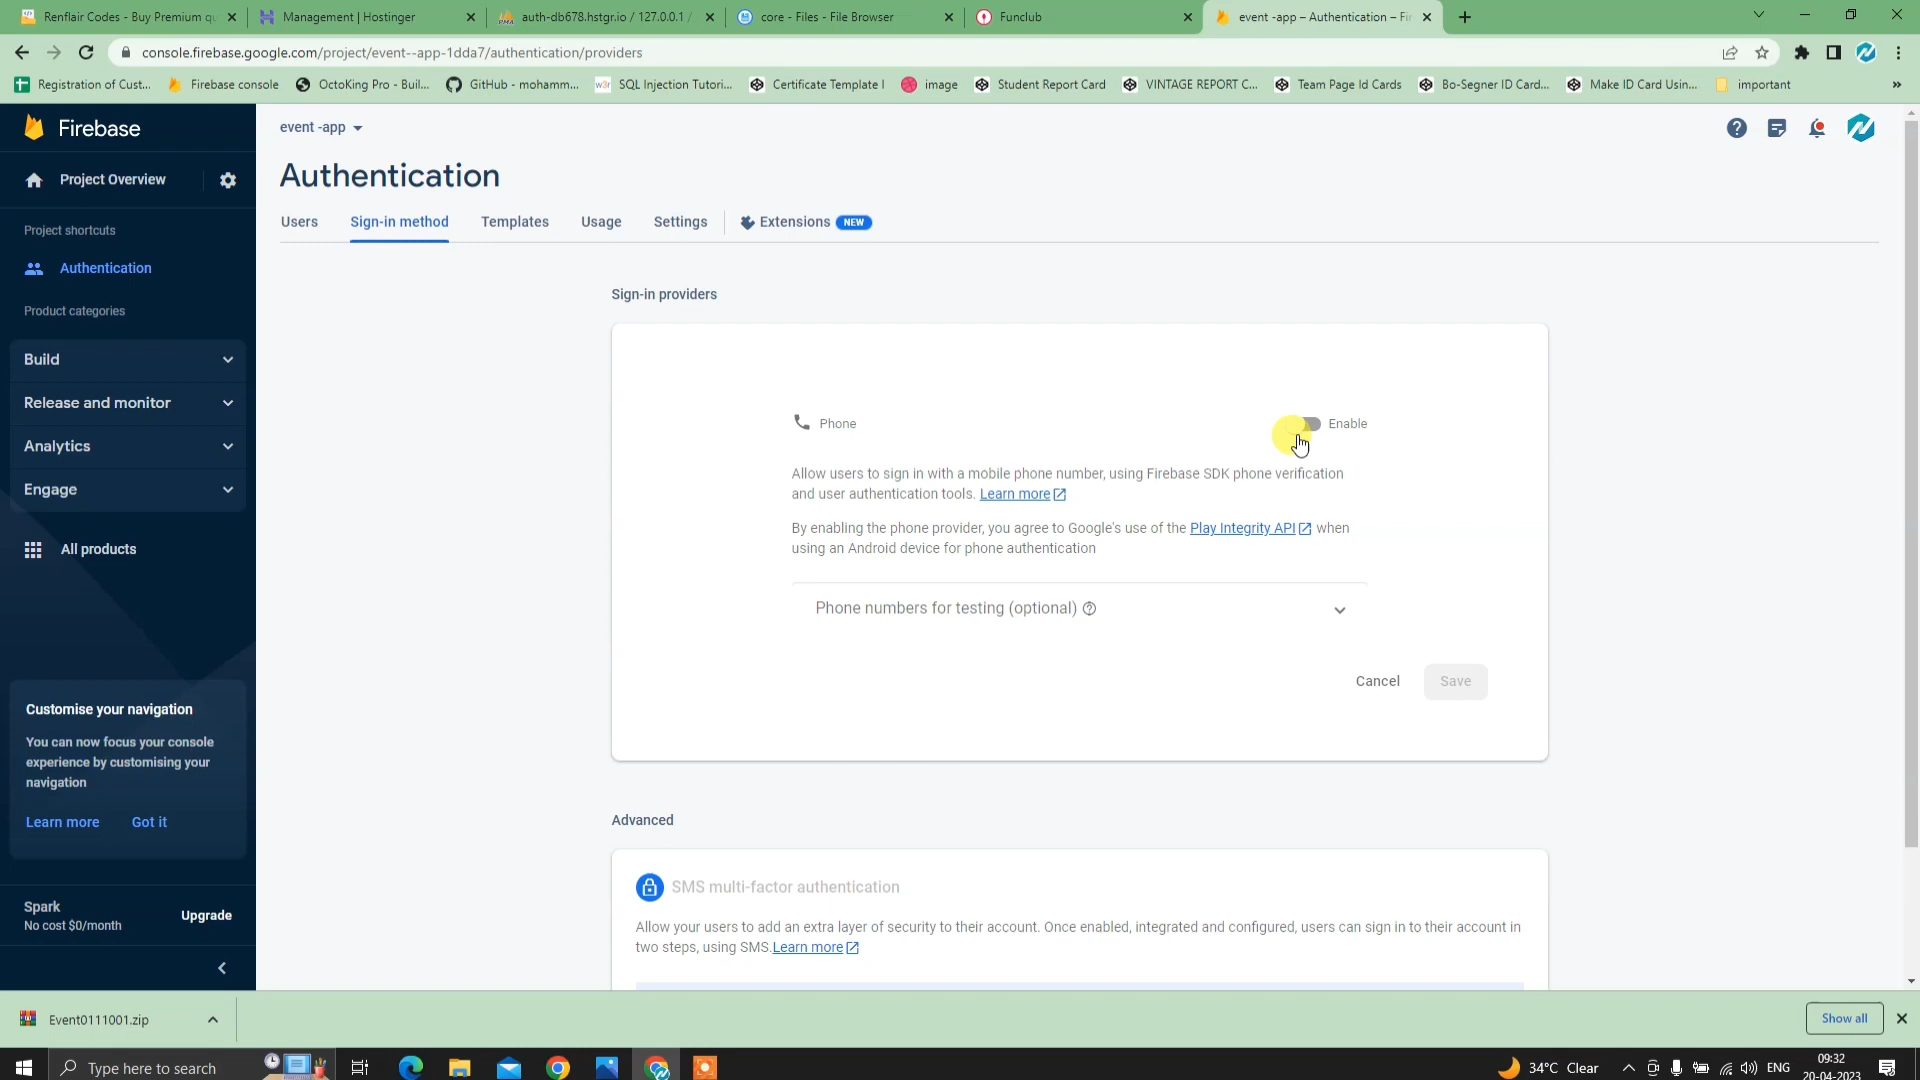 Renflair Codes - Buy Premium qu
Management | Hostinger
auth-db678.hstgr.io / 127.0.0.1 /
core - Files - File Browser
Funclub
event -app – Authentication – Fir
console.firebase.google.com/project/event--app-1dda7/authentication/providers
Registration of Cust...
Firebase console
OctoKing Pro - Buil...
GitHub - mohamm...
w3r
SQL Injection Tutori...
Certificate Template I
image
Student Report Card
VINTAGE REPORT C...
Team Page Id Cards
Bo-Segner ID Card...
Make ID Card Usin...
important
»
Firebase
event -app
Project Overview
Authentication
Users
Sign-in method
Templates
Usage
Settings
Extensions
NEW
Project shortcuts
Authentication
Product categories
Build
Release and monitor
Analytics
Engage
All products
Sign-in providers
Phone
Enable
Allow users to sign in with a mobile phone number, using Firebase SDK phone verification
and user authentication tools. Learn more
By enabling the phone provider, you agree to Google's use of the Play Integrity API when
using an Android device for phone authentication
Phone numbers for testing (optional)
Cancel
Save
Customise your navigation
You can now focus your console
experience by customising your
navigation
Learn more
Got it
Advanced
SMS multi-factor authentication
Allow your users to add an extra layer of security to their account. Once enabled, integrated and configured, users can sign in to their account in
two steps, using SMS.Learn more
Spark
No cost $0/month
Upgrade
Event0111001.zip
Show all
Type here to search
34°C Clear
ENG
09:32
20-04-2023